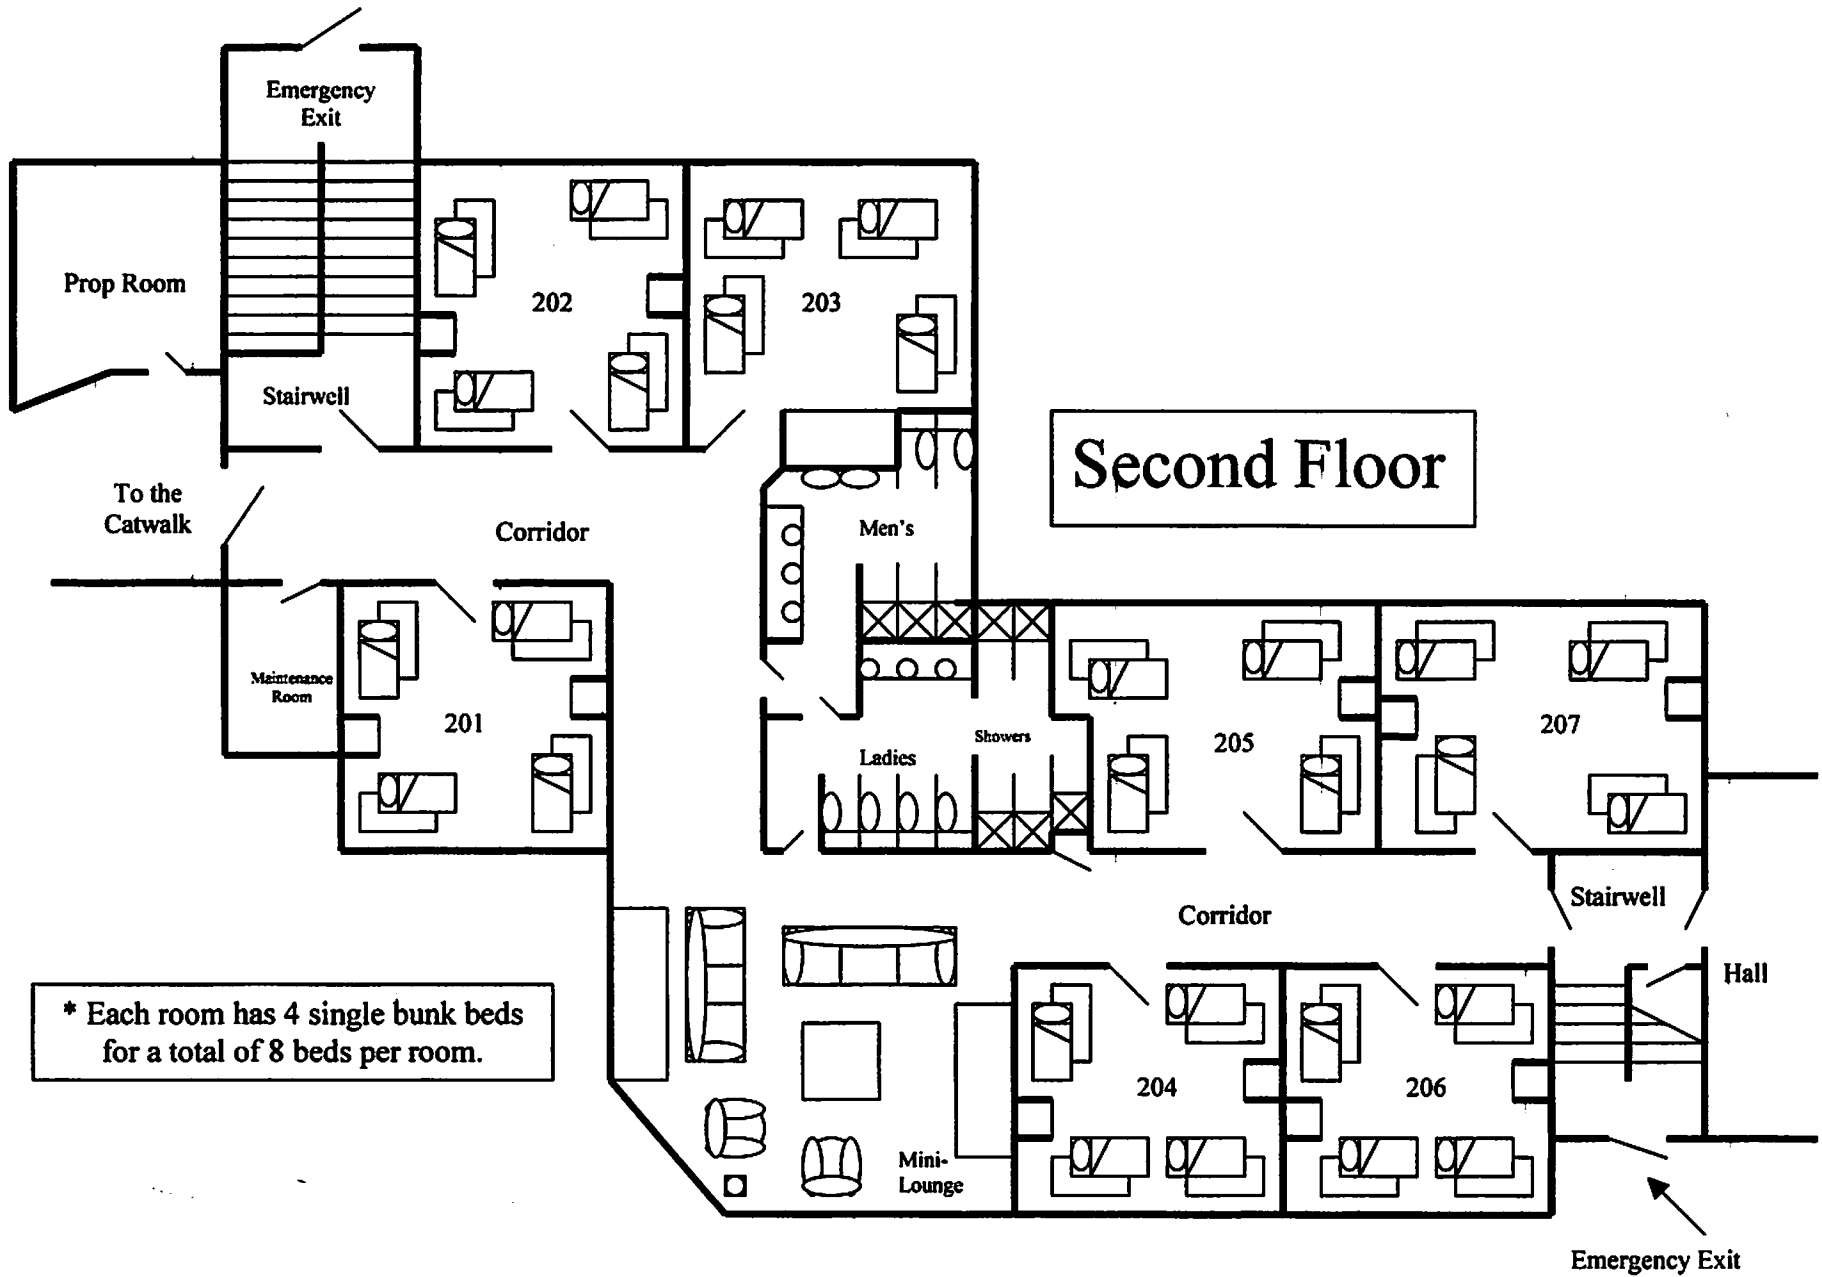 Emergency
Exit
Prop Room
202
203
Stairwell
Second Floor
To the
Catwalk
Corridor
Men's
Maintenance
Room
201
Ladies
Showers
205
207
Stairwell
Corridor
Hall
* Each room has 4 single bunk beds
for a total of 8 beds per room.
204
206
Mini-
Lounge
Emergency Exit